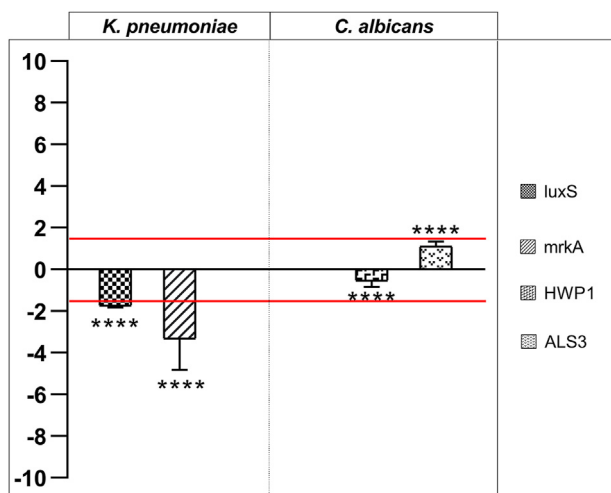 K. pneumoniae
C. albicans
10
8
6
4
2
0
-2
-4
-6
-8
-10
****
****
****
****
luxS
mrkA
HWP1
ALS3